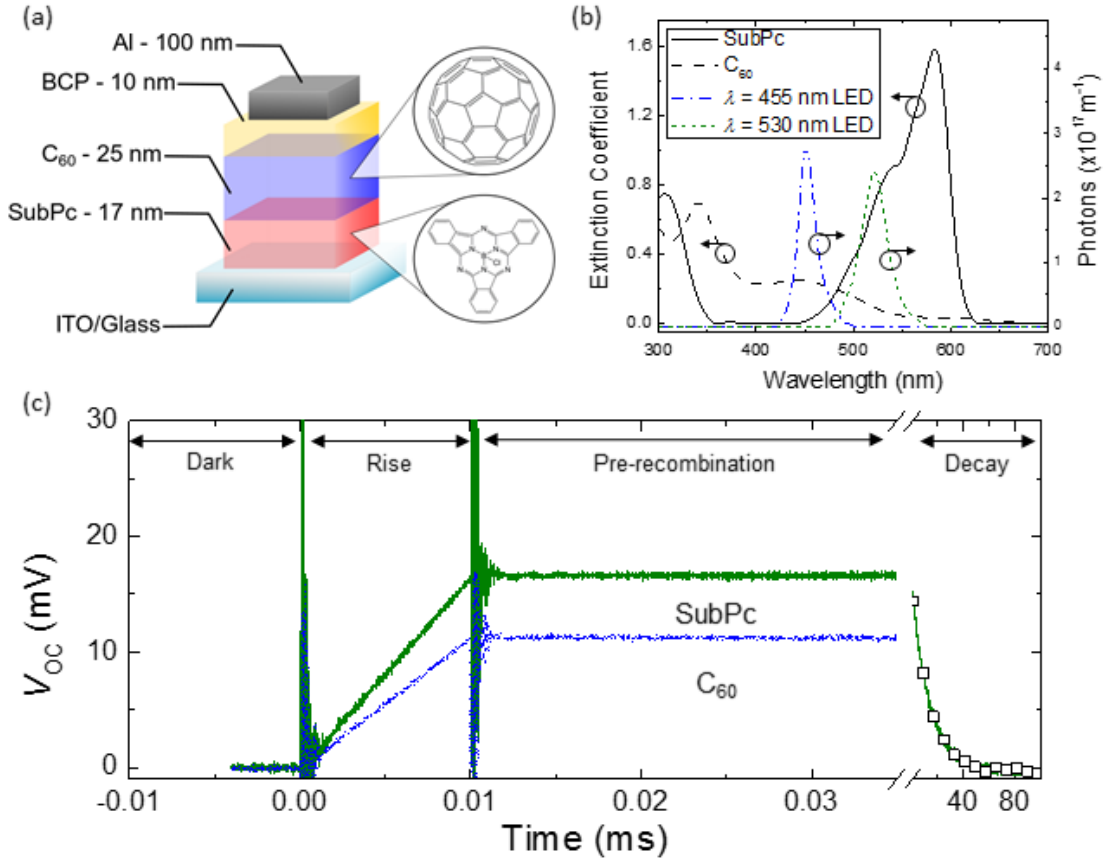 (a)
Al - 100 nm
BCP - 10 nm
C₆₀ - 25 nm
SubPc - 17 nm
ITO/Glass
B
Cl
N
N
N
N
N
N
(b)
SubPc
C₆₀
λ = 455 nm LED
λ = 530 nm LED
1.6
1.2
0.8
0.4
0.0
Extinction Coefficient
4
3
2
1
0
Photons (x10¹⁷m⁻¹)
300 400 500 600 700
Wavelength (nm)
(c)
30
20
10
0
V_OC (mV)
Dark
Rise
Pre-recombination
Decay
SubPc
C₆₀
-0.01 0.00 0.01 0.02 0.03 40 80
Time (ms)